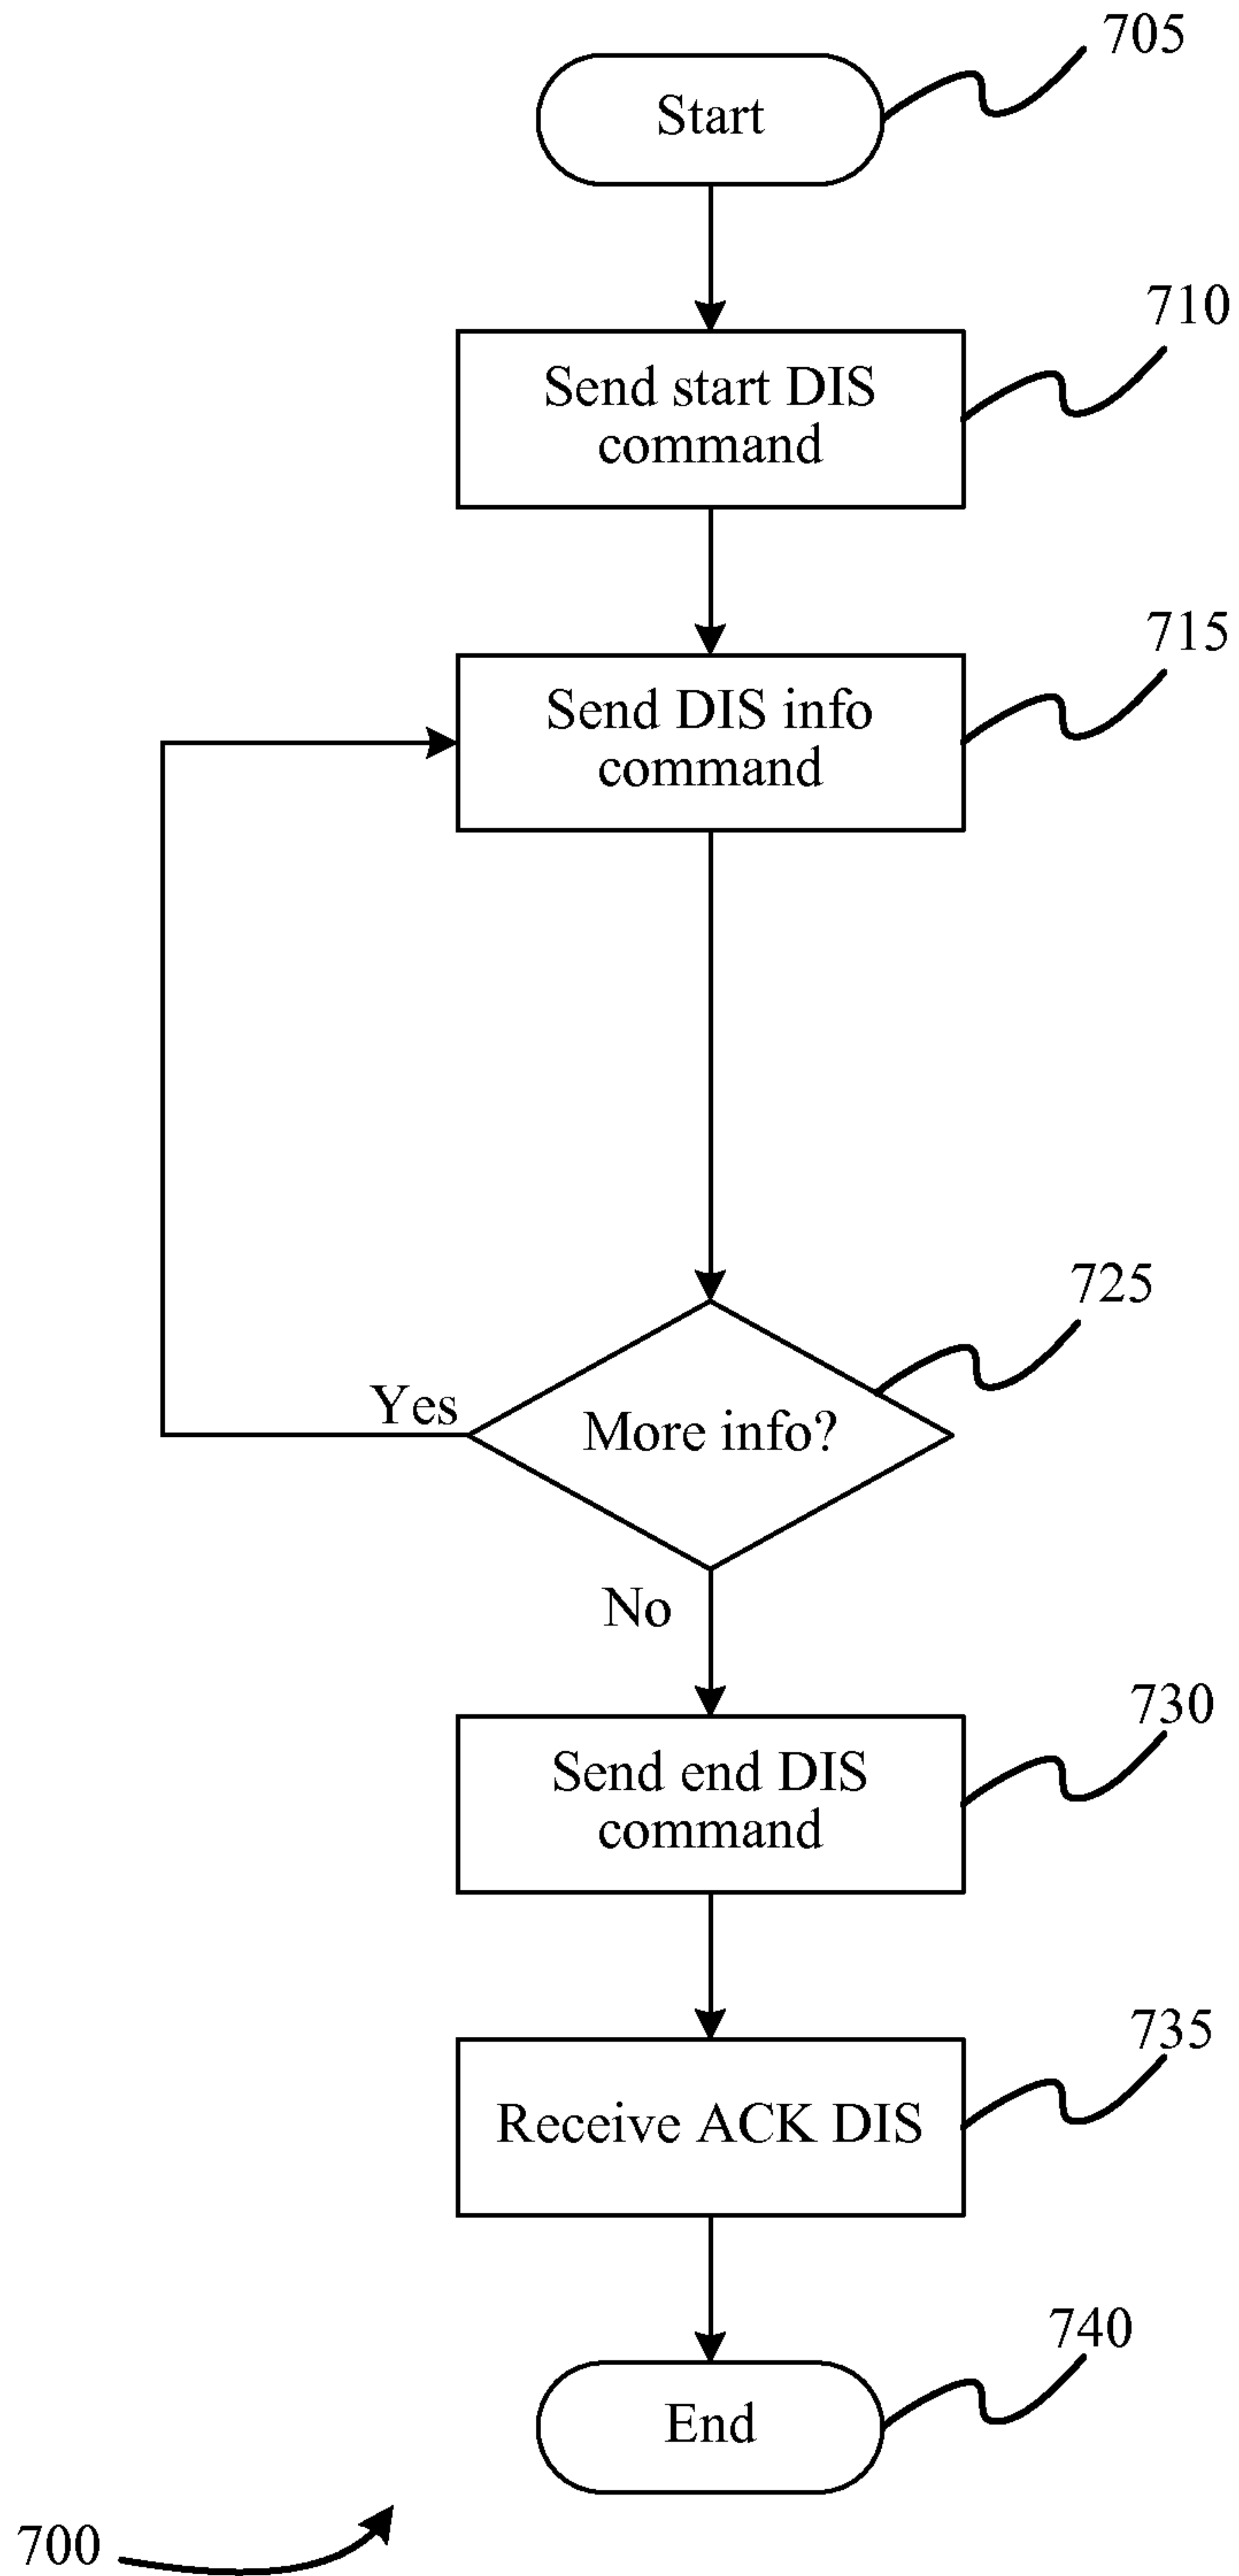 705
Start
710
Send start DIS
command
715
Send DIS info
command
725
Yes
More info?
No
730
Send end DIS
command
735
Receive ACK DIS
740
End
700